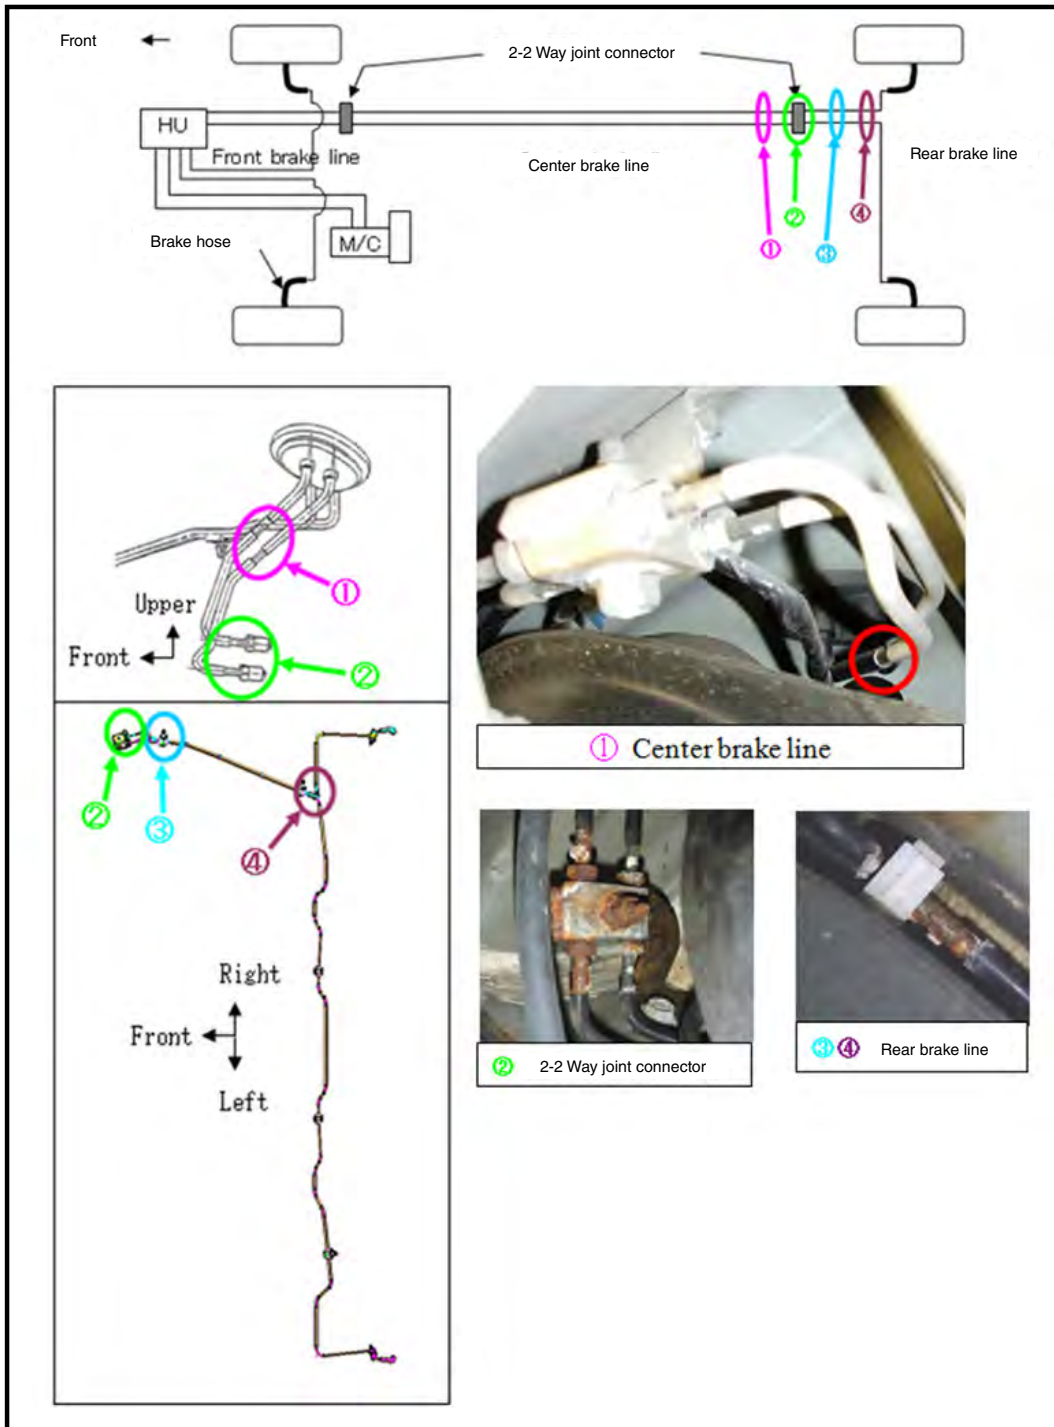 Front
2-2 Way joint connector
HU
Front brake line
Center brake line
Rear brake line
Brake hose
M/C
①
②
③
④
①
Upper
Front
②
① Center brake line
②
③
④
Right
Front
Left
② 2-2 Way joint connector
③ ④ Rear brake line